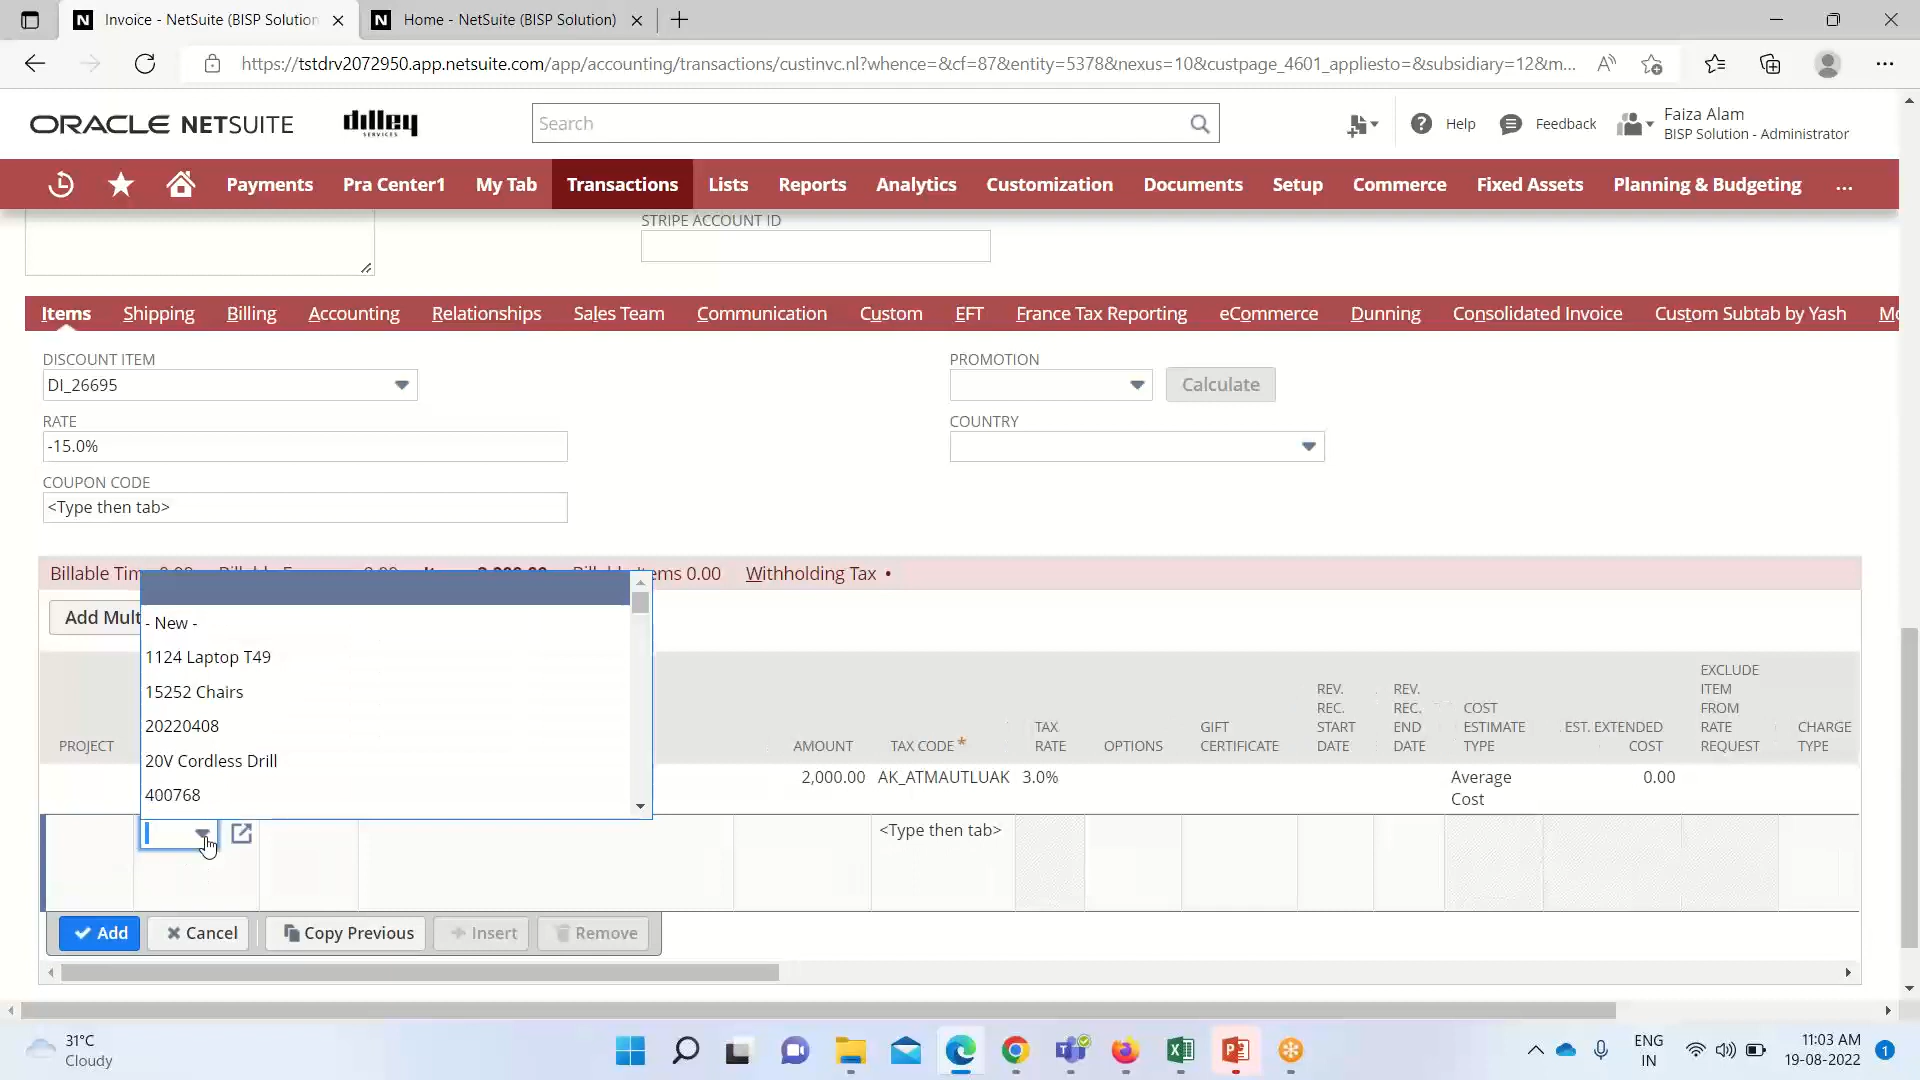 Invoice - NetSuite (BISP Solution
Home - NetSuite (BISP Solution)
https://tstdrv2072950.app.netsuite.com/app/accounting/transactions/custinvc.nl?whence=&cf=87&entity=5378&nexus=10&custpage_4601_appliesto=&subsidiary=12&m...
ORACLE NETSUITE
dilley
SERVICES
Search
Help
Feedback
Faiza Alam
BISP Solution - Administrator
Payments
Pra Center1
My Tab
Transactions
Lists
Reports
Analytics
Customization
Documents
Setup
Commerce
Fixed Assets
Planning & Budgeting
...
STRIPE ACCOUNT ID
Items
Shipping
Billing
Accounting
Relationships
Sales Team
Communication
Custom
EFT
France Tax Reporting
eCommerce
Dunning
Consolidated Invoice
Custom Subtab by Yash
Mo
DISCOUNT ITEM
DI_26695
PROMOTION
Calculate
RATE
-15.0%
COUNTRY
COUPON CODE
<Type then tab>
Billable Tim
ms 0.00
Withholding Tax •
Add Mult
- New -
1124 Laptop T49
15252 Chairs
20220408
20V Cordless Drill
400768
PROJECT
AMOUNT
TAX CODE *
TAX RATE
OPTIONS
GIFT CERTIFICATE
REV. REC. START DATE
REV. REC. END DATE
COST ESTIMATE TYPE
EST. EXTENDED COST
EXCLUDE ITEM FROM RATE REQUEST
CHARGE TYPE
2,000.00
AK_ATMAUTLUAK
3.0%
Average Cost
0.00
<Type then tab>
Add
Cancel
Copy Previous
Insert
Remove
31°C
Cloudy
ENG
IN
11:03 AM
19-08-2022
1